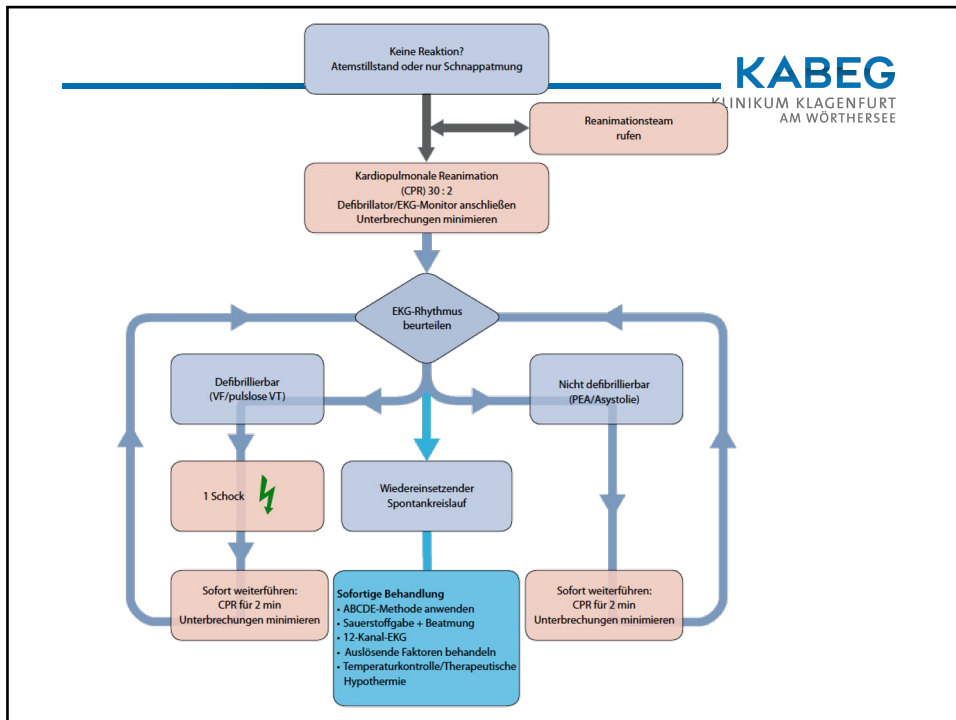 Keine Reaktion?
Atemstillstand oder nur Schnappatmung
KABEG
KLINIKUM KLAGENFURT
AM WÖRTHERSEE
Reanimationsteam
rufen
Kardiopulmonale Reanimation
(CPR) 30 : 2
Defibrillator/EKG-Monitor anschließen
Unterbrechungen minimieren
EKG-Rhythmus
beurteilen
Defibrillierbar
(VF/pulslose VT)
Nicht defibrillierbar
(PEA/Asystolie)
1 Schock
Wiedereinsetzender
Spontankreislauf
Sofort weiterführen:
CPR für 2 min
Unterbrechungen minimieren
Sofortige Behandlung
• ABCDE-Methode anwenden
• Sauerstoffgabe + Beatmung
• 12-Kanal-EKG
• Auslösende Faktoren behandeln
• Temperaturkontrolle/Therapeutische
Hypothermie
Sofort weiterführen:
CPR für 2 min
Unterbrechungen minimieren